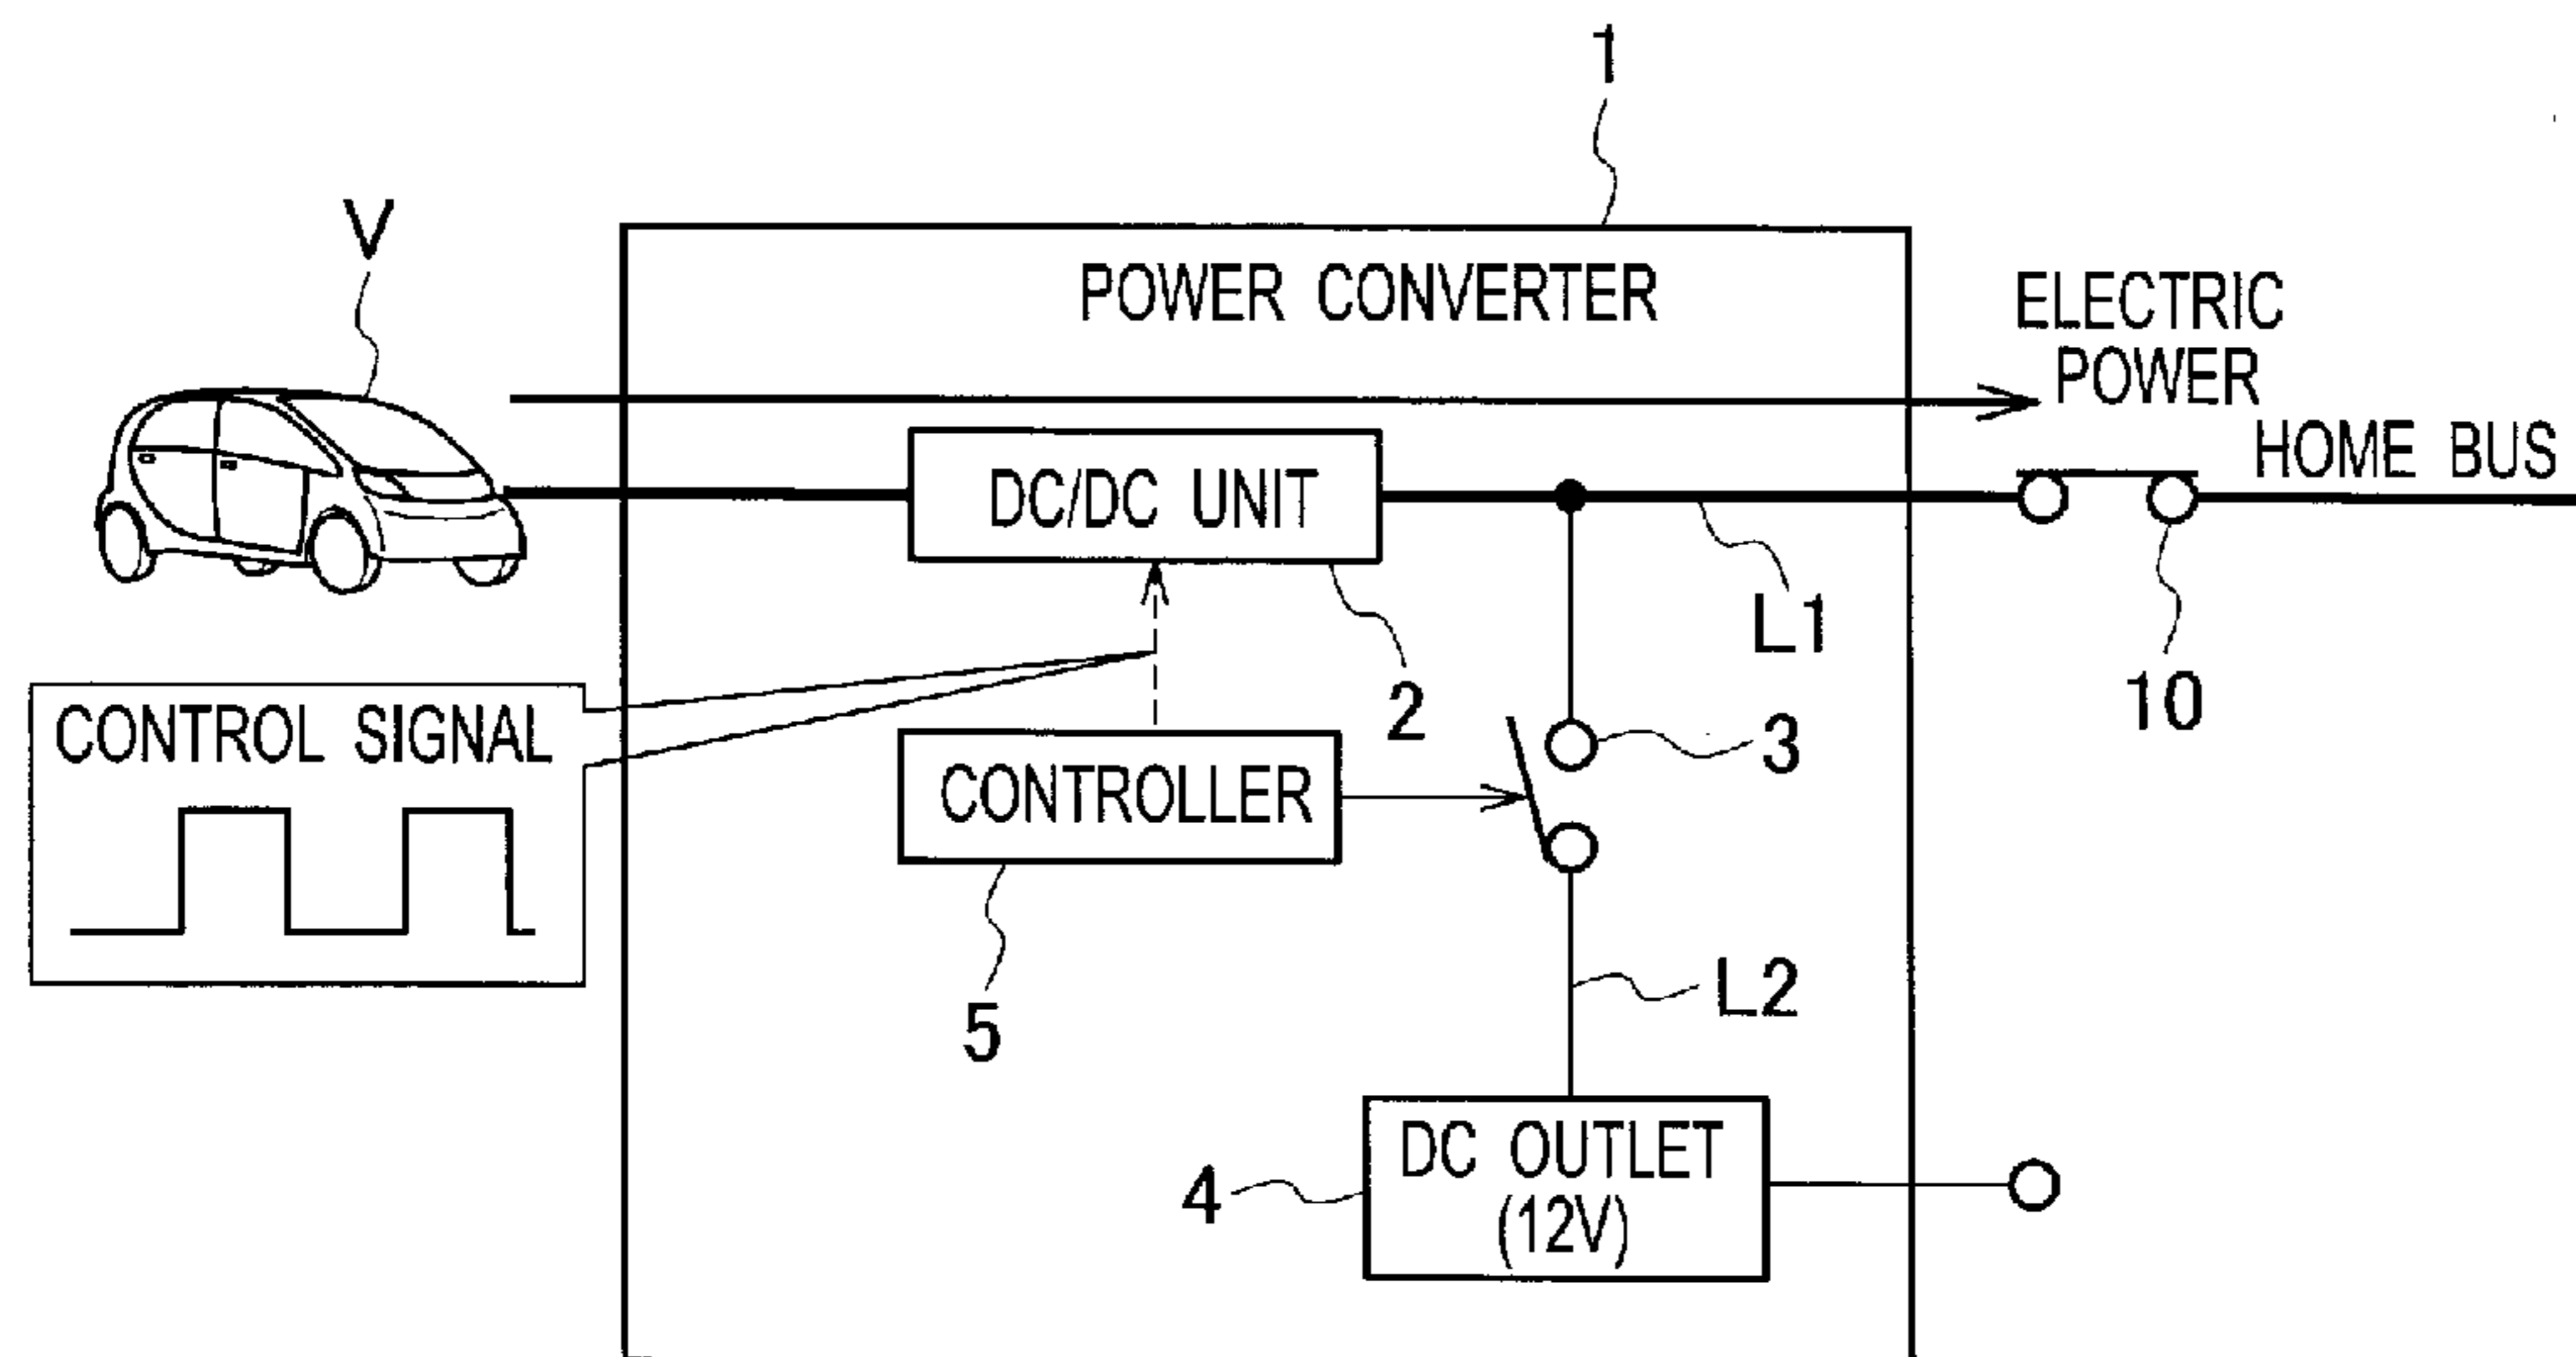 1
V
POWER CONVERTER
ELECTRIC
POWER
HOME BUS
DC/DC UNIT
L1
2
10
CONTROL SIGNAL
3
CONTROLLER
L2
5
DC OUTLET
(12V)
4